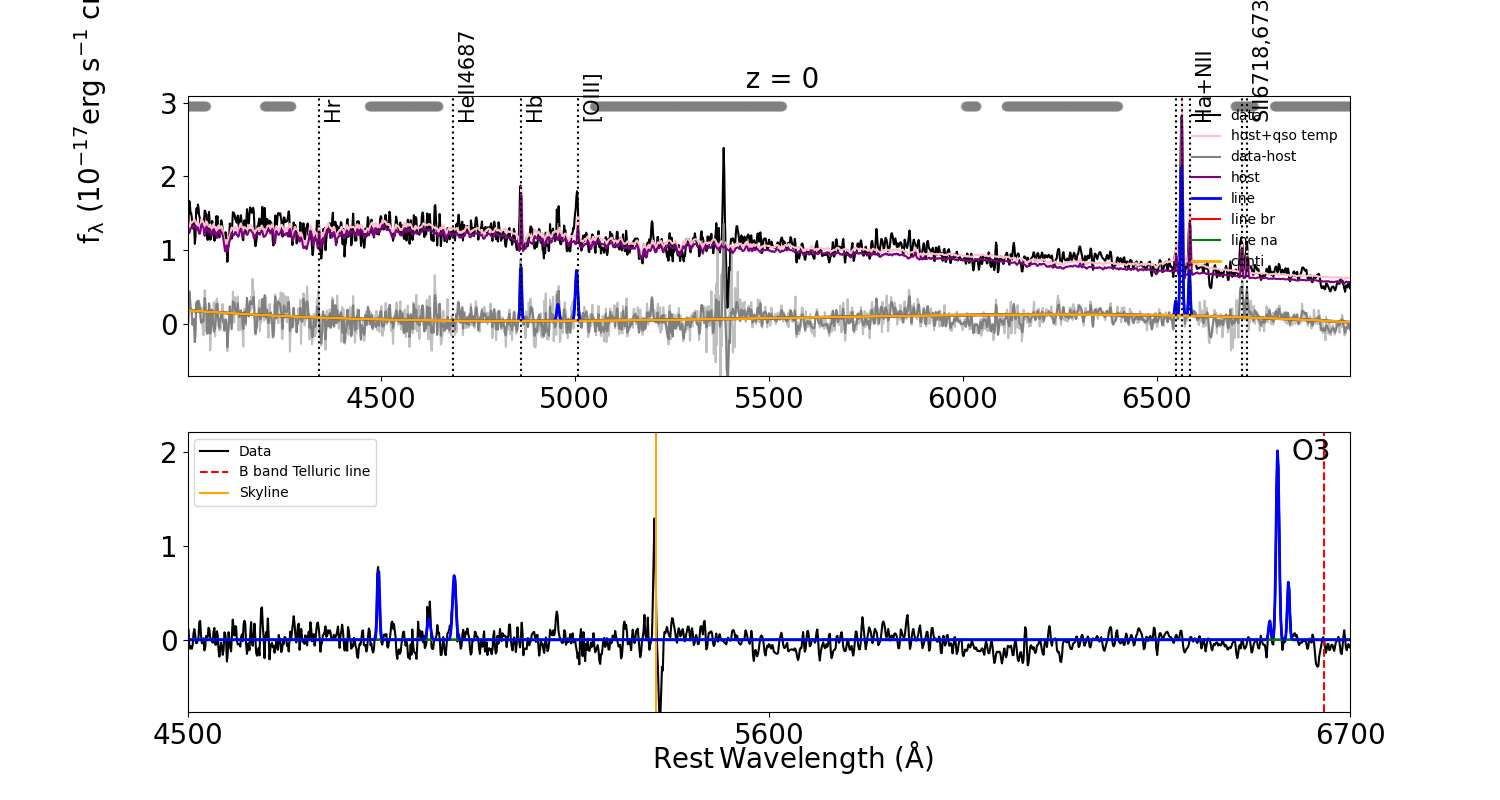 z = 0
f_λ (10^−17 erg s^−1 c
Hr
HeII4687
Hb
[OIII]
Ha+NII
SII6718,673
3
2
1
0
data
host+qso temp
data-host
host
line
line br
line na
conti
4500 5000 5500 6000 6500
Data
B band Telluric line
Skyline
O3
2
1
0
4500 5600 6700
Rest Wavelength (Å)